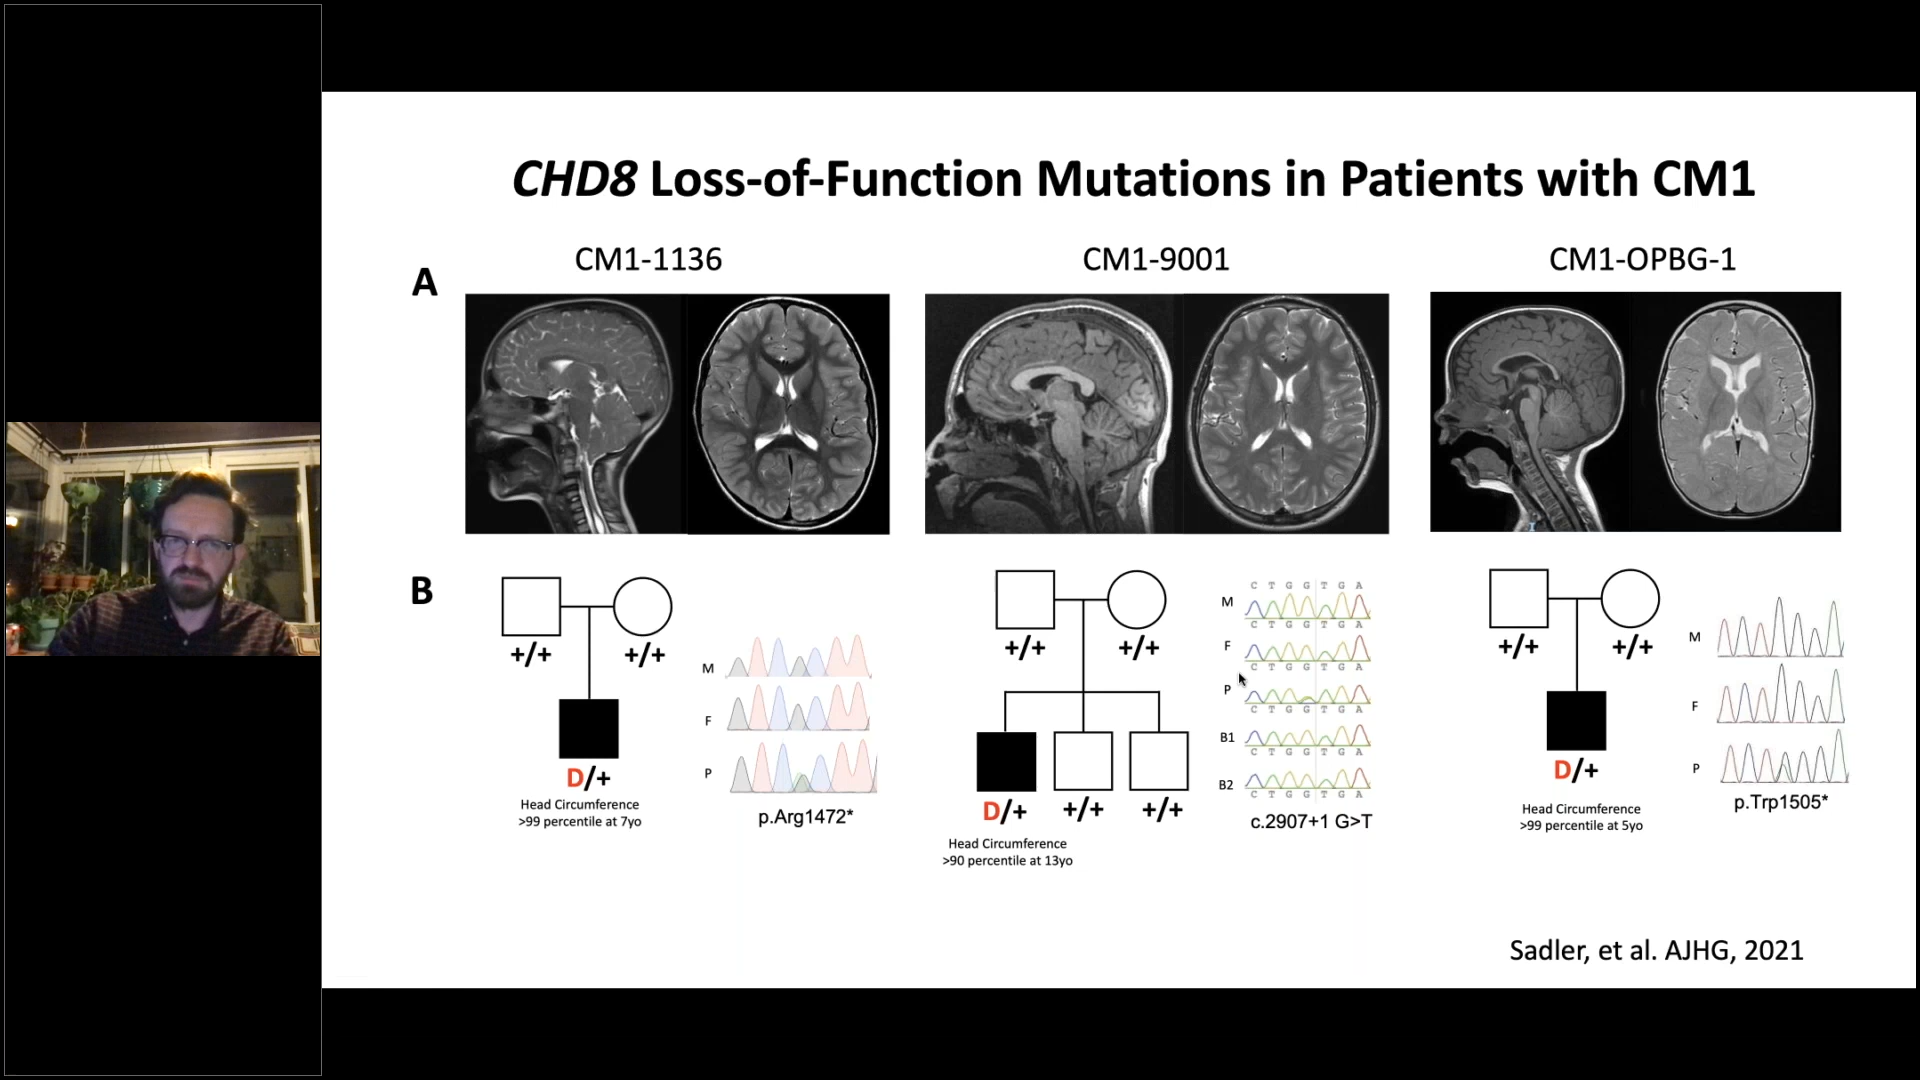 CHD8 Loss-of-Function Mutations in Patients with CM1
CM1-1136
CM1-9001
CM1-OPBG-1
A
B
+/+
+/+
D/+
Head Circumference
>99 percentile at 7yo
M
F
P
p.Arg1472*
+/+
+/+
D/+
+/+
+/+
Head Circumference
>90 percentile at 13yo
C T G G T G A
M
C T G G T G A
F
C T G G T G A
P
C T G G T G A
B1
C T G G T G A
B2
C T G G T G A
c.2907+1 G>T
+/+
+/+
D/+
Head Circumference
>99 percentile at 5yo
M
F
P
p.Trp1505*
Sadler, et al. AJHG, 2021